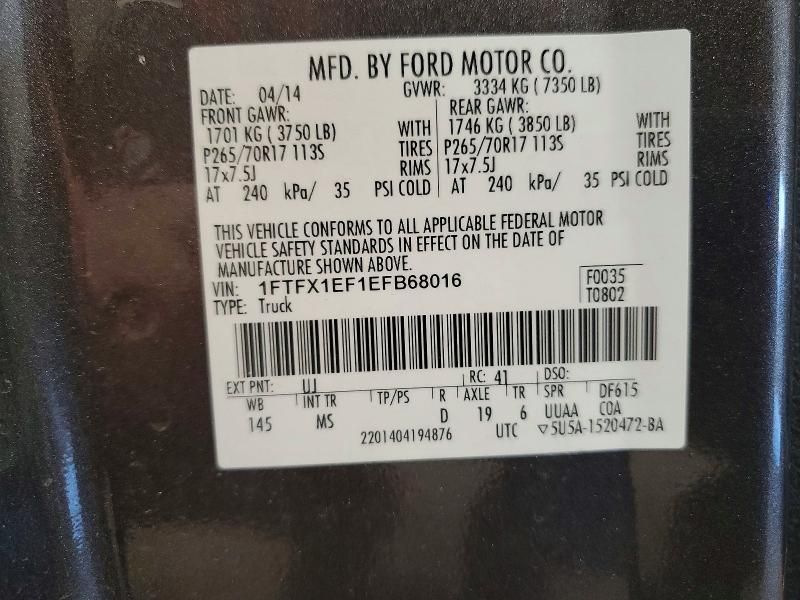 MFD. BY FORD MOTOR CO.
DATE: 04/14 GVWR: 3334 KG ( 7350 LB)
FRONT GAWR: REAR GAWR:
1701 KG ( 3750 LB) WITH 1746 KG ( 3850 LB) WITH
P265/70R17 113S TIRES P265/70R17 113S TIRES
17x7.5J RIMS 17x7.5J RIMS
AT 240 kPa/ 35 PSI COLD AT 240 kPa/ 35 PSI COLD
THIS VEHICLE CONFORMS TO ALL APPLICABLE FEDERAL MOTOR
VEHICLE SAFETY STANDARDS IN EFFECT ON THE DATE OF
MANUFACTURE SHOWN ABOVE.
VIN: 1FTFX1EF1EFB68016 F0035
TYPE: Truck T0802
EXT PNT: UJ RC: 41 DSO:
WB INT TR TP/PS R AXLE TR SPR DF615
145 MS D 19 6 UUAA COA
2201404194876 UTC ▽5U5A-1520472-BA